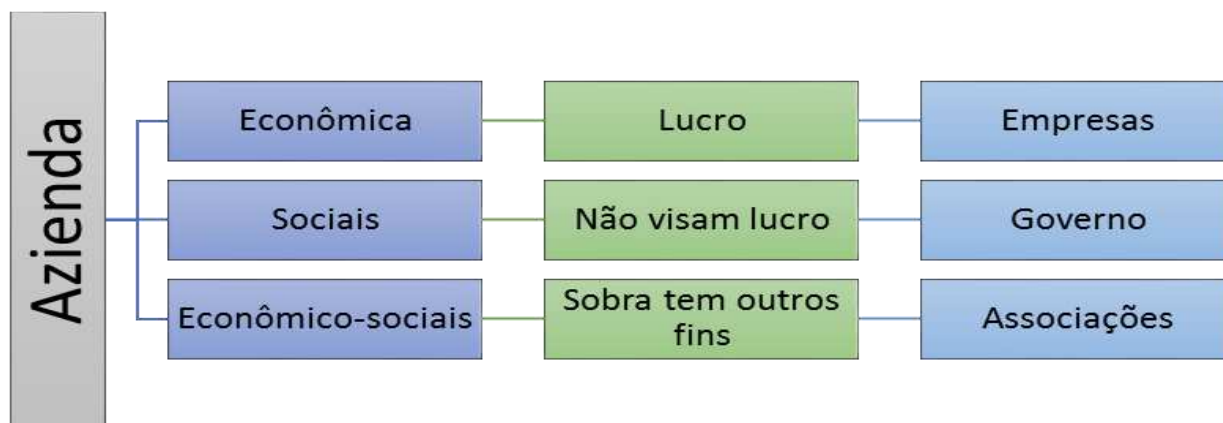 Azienda
Econômica
Lucro
Empresas
Sociais
Não visam lucro
Governo
Econômico-sociais
Sobra tem outros
fins
Associações